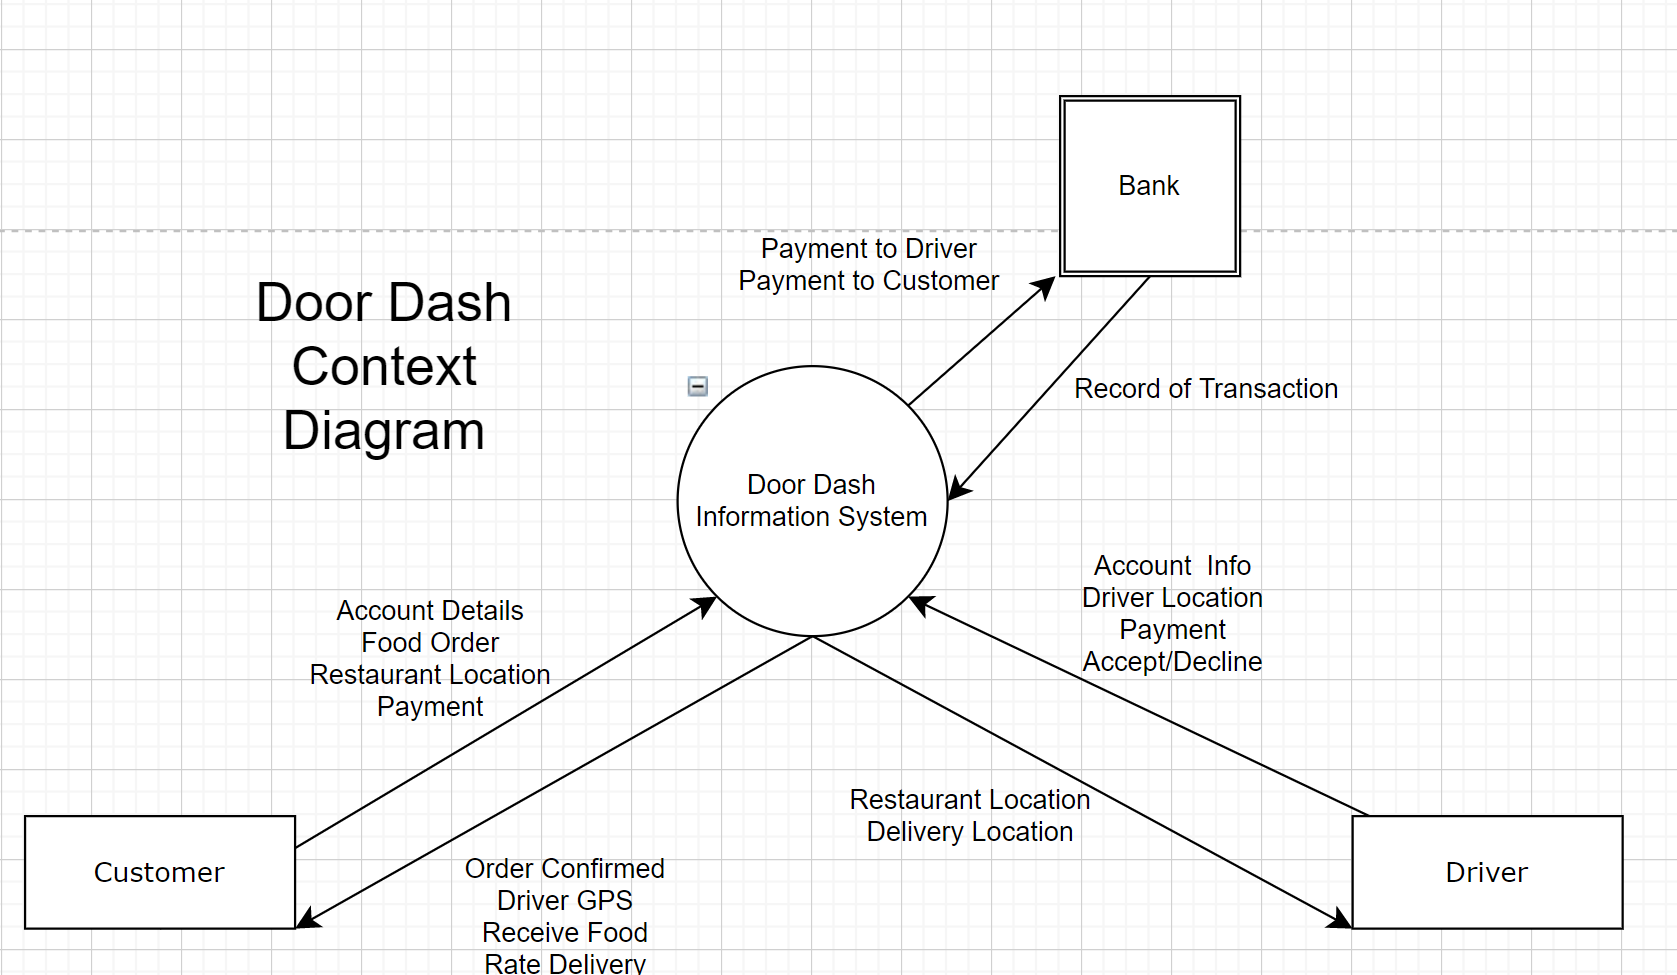 Bank
Payment to Driver
Payment to Customer
Door Dash
Context
Diagram
Record of Transaction
Door Dash
Information System
Account  Info
Driver Location
Payment
Accept/Decline
Account Details
Food Order
Restaurant Location
Payment
Restaurant Location
Delivery Location
Customer
Driver
Order Confirmed
Driver GPS
Receive Food
Rate Delivery